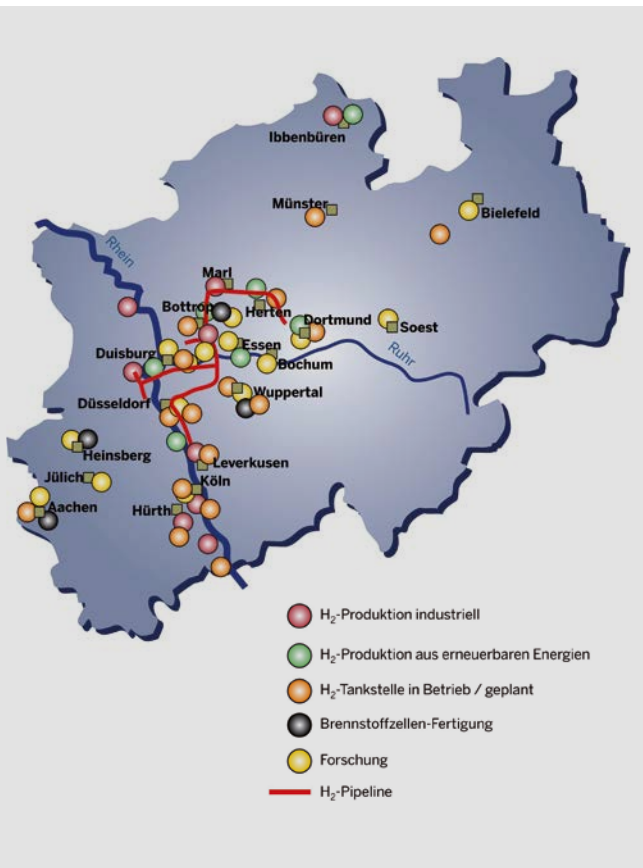 Ibbenbüren
Münster
Bielefeld
Rhein
Marl
Bottrop
Herten
Dortmund
Soest
Essen
Duisburg
Bochum
Ruhr
Wuppertal
Düsseldorf
Heinsberg
Leverkusen
Jülich
Köln
Aachen
Hürth
H₂-Produktion industriell
H₂-Produktion aus erneuerbaren Energien
H₂-Tankstelle in Betrieb / geplant
Brennstoffzellen-Fertigung
Forschung
H₂-Pipeline